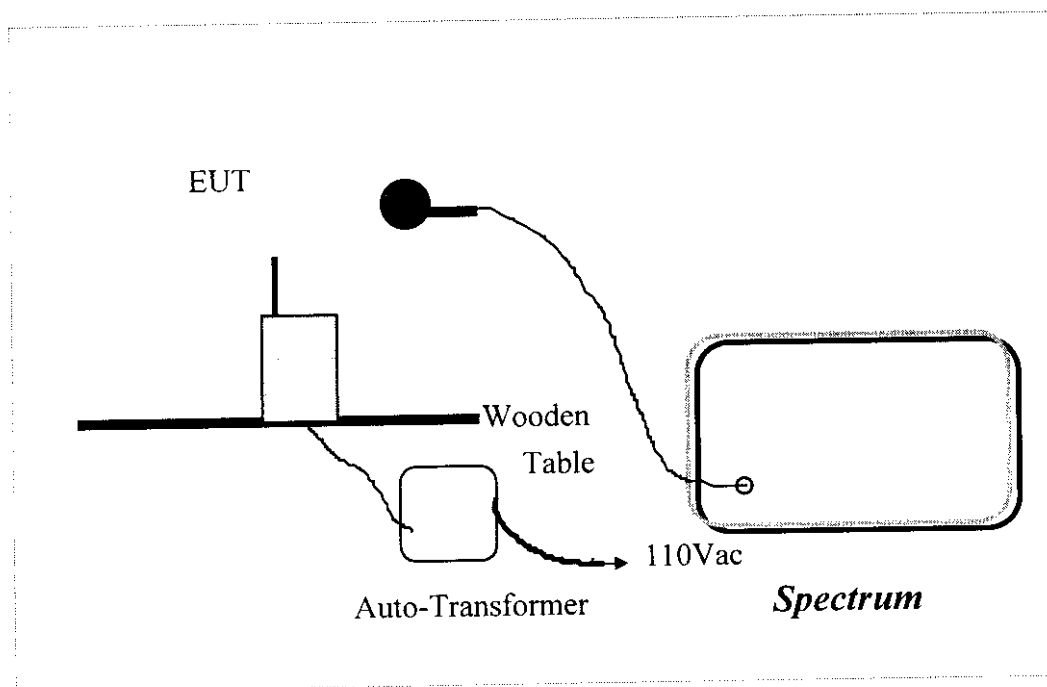 EUT
Wooden
Table
110Vac
Auto-Transformer
Spectrum